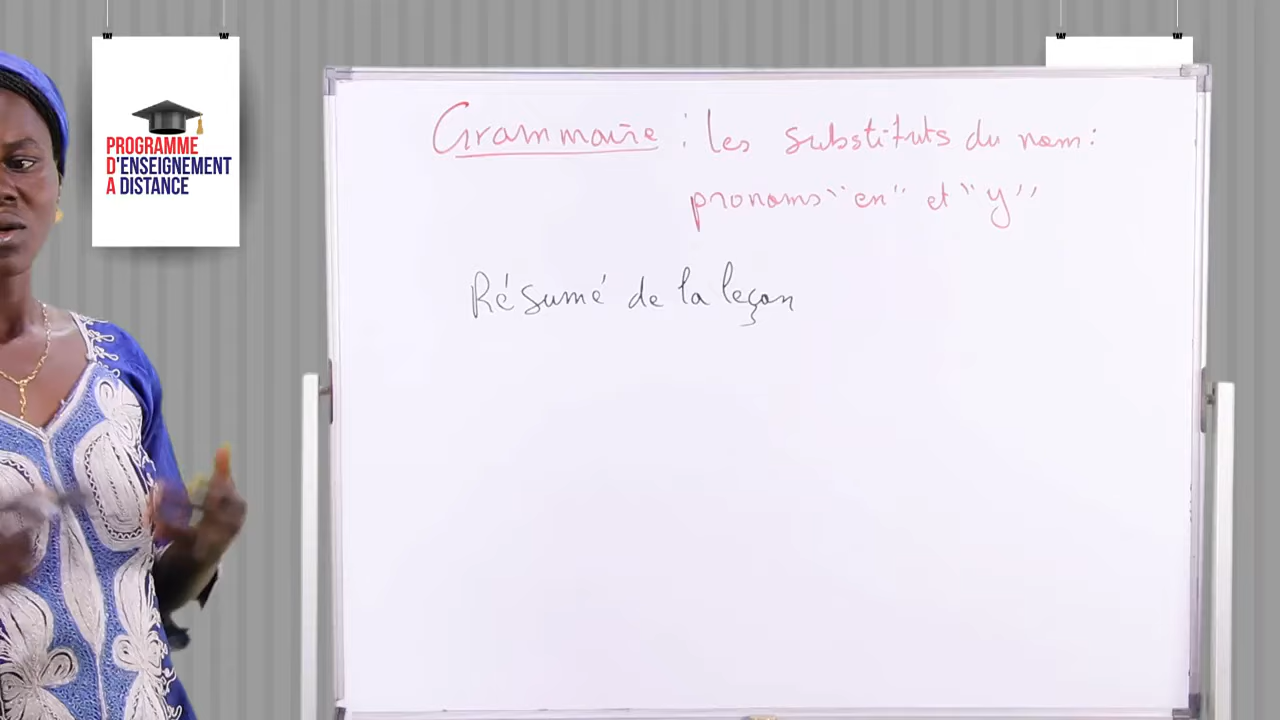 PROGRAMME
D'ENSEIGNEMENT
A DISTANCE
Grammaire : les substituts du nom :
pronoms "en" et "y"
Résumé de la leçon